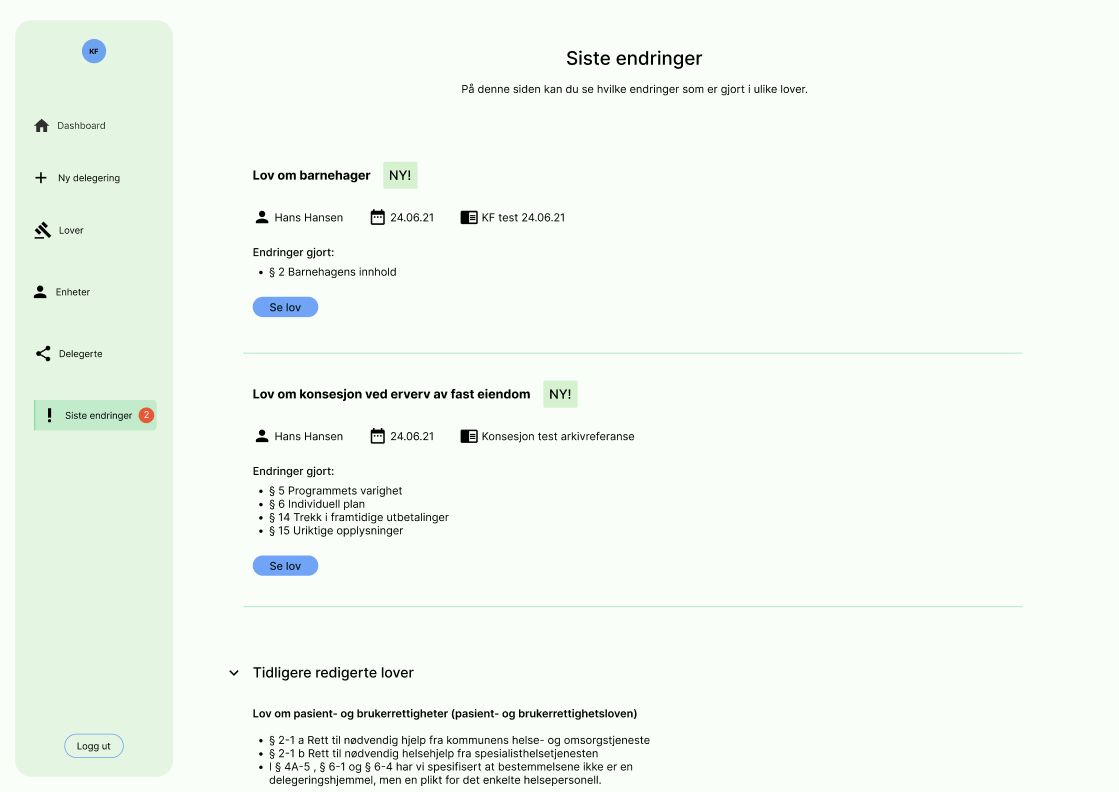 KF
Dashboard
Ny delegering
Lover
Enheter
Delegerte
Siste endringer 2
Logg ut
Siste endringer
På denne siden kan du se hvilke endringer som er gjort i ulike lover.
Lov om barnehager NY!
Hans Hansen 24.06.21 KF test 24.06.21
Endringer gjort:
• § 2 Barnehagens innhold
Se lov
Lov om konsesjon ved erverv av fast eiendom NY!
Hans Hansen 24.06.21 Konsesjon test arkivreferanse
Endringer gjort:
• § 5 Programmets varighet
• § 6 Individuell plan
• § 14 Trekk i framtidige utbetalinger
• § 15 Uriktige opplysninger
Se lov
Tidligere redigerte lover
Lov om pasient- og brukerrettigheter (pasient- og brukerrettighetsloven)
• § 2-1 a Rett til nødvendig hjelp fra kommunens helse- og omsorgstjeneste
• § 2-1 b Rett til nødvendig helsehjelp fra spesialisthelsetjenesten
• I § 4A-5 , § 6-1 og § 6-4 har vi spesifisert at bestemmelsene ikke er en
delegeringshjemmel, men en plikt for det enkelte helsepersonell.